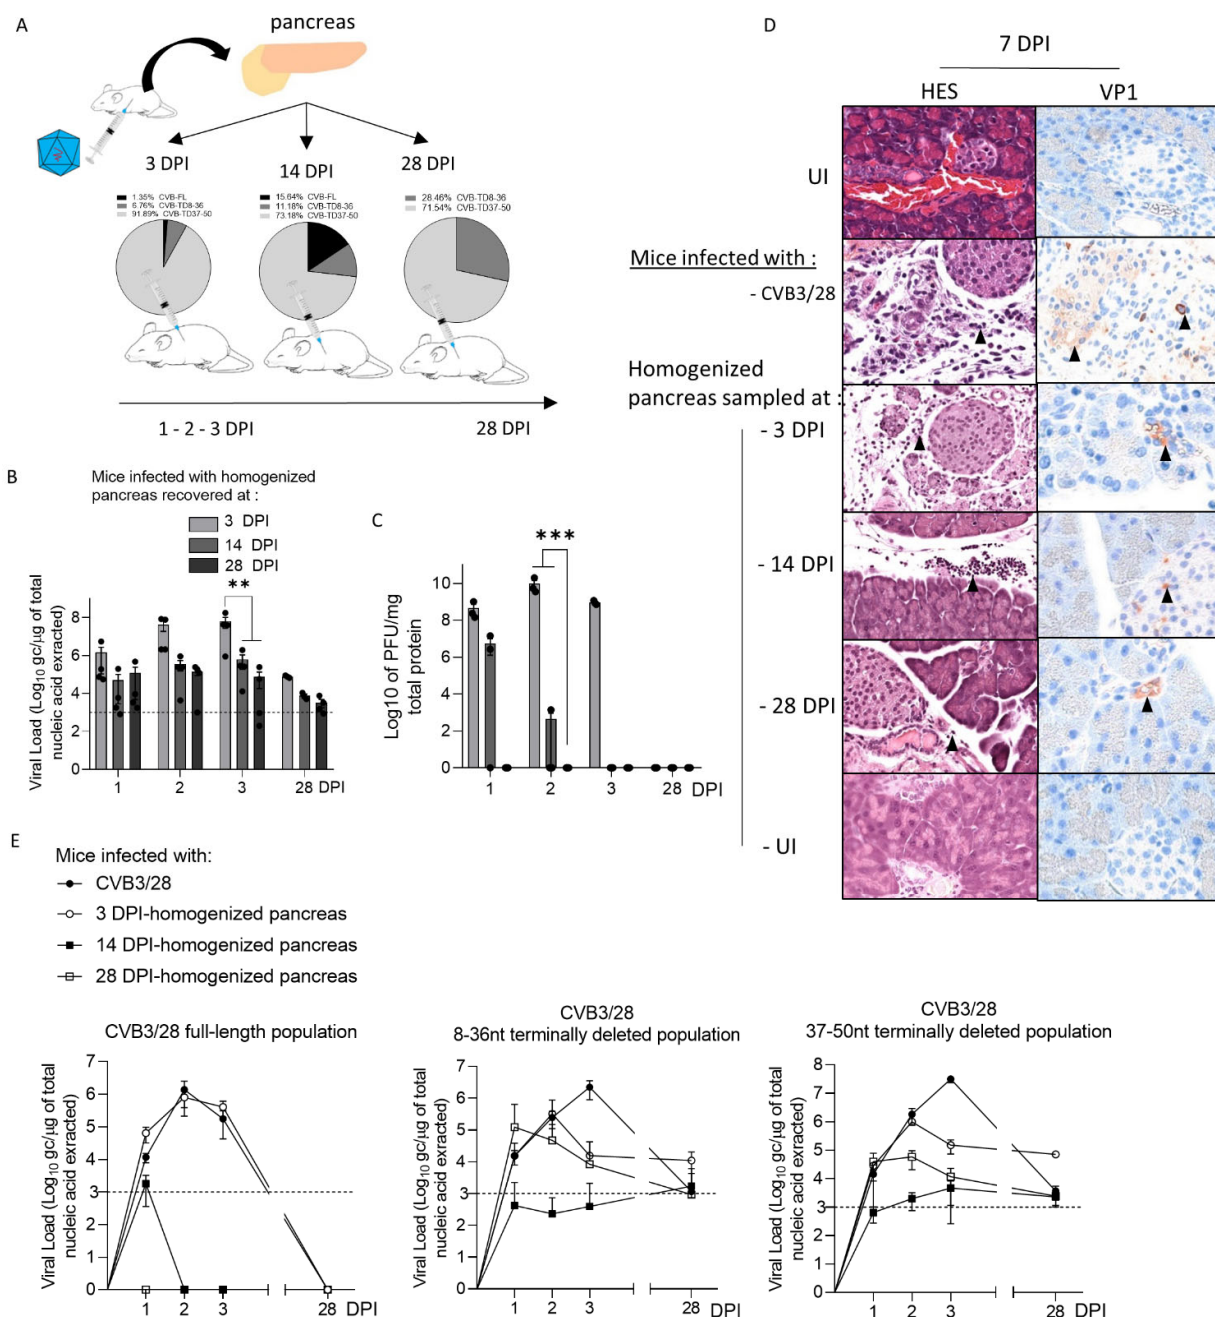 A
pancreas
3 DPI
14 DPI
28 DPI
1.35% CVB-FL
6.76% CVB-TD8-36
91.89% CVB-TD37-50
15.64% CVB-FL
11.18% CVB-TD8-36
73.18% CVB-TD37-50
28.46% CVB-TD8-36
71.54% CVB-TD37-50
1 - 2 - 3 DPI
28 DPI
B
Mice infected with homogenized
pancreas recovered at :
3 DPI
14 DPI
28 DPI
**
Viral Load (Log10 gc/µg of total
nucleic acid extracted)
8
6
4
2
0
1
2
3
28 DPI
C
***
Log10 of PFU/mg
total protein
10
8
6
4
2
0
1
2
3
28
DPI
D
7 DPI
HES
VP1
UI
Mice infected with :
- CVB3/28
Homogenized
pancreas sampled at :
- 3 DPI
- 14 DPI
- 28 DPI
- UI
E
Mice infected with:
CVB3/28
3 DPI-homogenized pancreas
14 DPI-homogenized pancreas
28 DPI-homogenized pancreas
CVB3/28 full-length population
Viral Load (Log10 gc/µg of total
nucleic acid exracted)
7
6
5
4
3
2
1
0
1
2
3
28
DPI
CVB3/28
8-36nt terminally deleted population
Viral Load (Log10 gc/µg of total
nucleic acid exracted)
7
6
5
4
3
2
1
0
1
2
3
28
DPI
CVB3/28
37-50nt terminally deleted population
Viral Load (Log10 gc/µg of total
nucleic acid exracted)
8
7
6
5
4
3
2
1
0
1
2
3
28
DPI